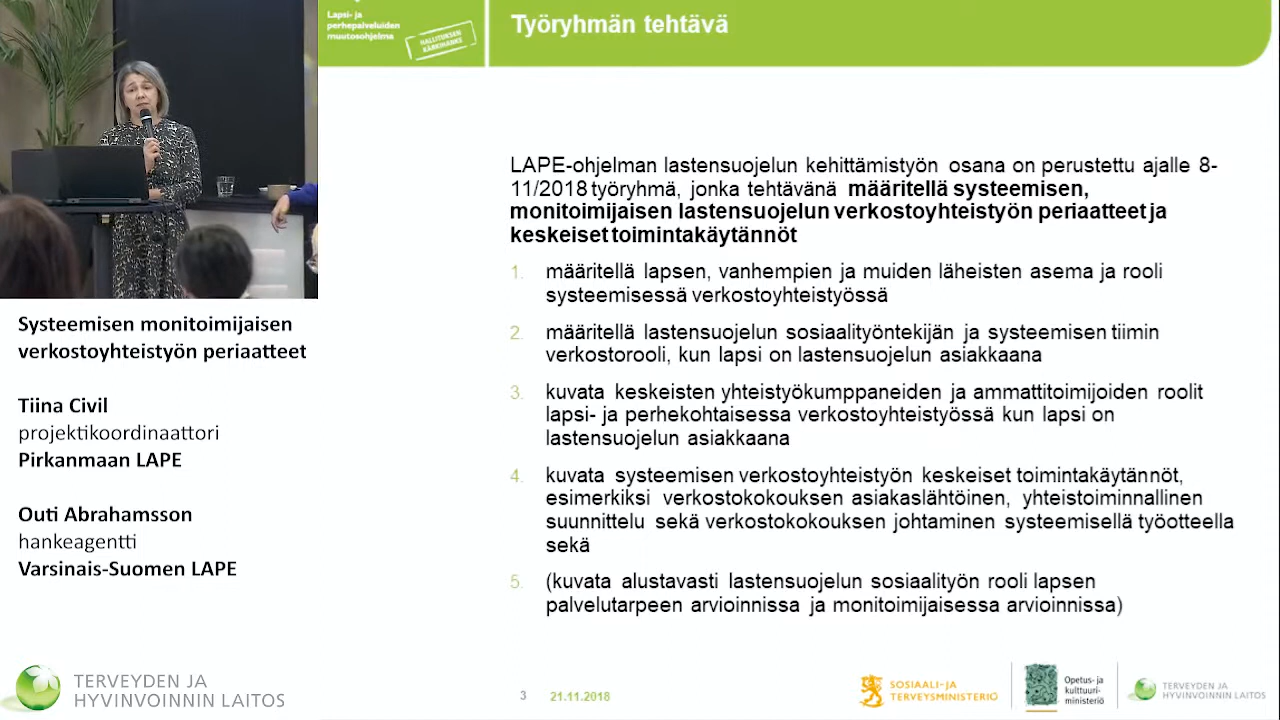 Lapsi- ja
perhepalveluiden
muutosohjelma
HALLITUKSEN
KÄRKIHANKE
Työryhmän tehtävä
LAPE-ohjelman lastensuojelun kehittämistyön osana on perustettu ajalle 8-
11/2018 työryhmä, jonka tehtävänä määritellä systeemisen,
monitoimijaisen lastensuojelun verkostoyhteistyön periaatteet ja
keskeiset toimintakäytännöt
1. määritellä lapsen, vanhempien ja muiden läheisten asema ja rooli
systeemisessä verkostoyhteistyössä
2. määritellä lastensuojelun sosiaalityöntekijän ja systeemisen tiimin
verkostorooli, kun lapsi on lastensuojelun asiakkaana
3. kuvata keskeisten yhteistyökumppaneiden ja ammattitoimijoiden roolit
lapsi- ja perhekohtaisessa verkostoyhteistyössä kun lapsi on
lastensuojelun asiakkaana
4. kuvata systeemisen verkostoyhteistyön keskeiset toimintakäytännöt,
esimerkiksi verkostokokouksen asiakaslähtöinen, yhteistoiminnallinen
suunnittelu sekä verkostokokouksen johtaminen systeemisellä työotteella
sekä
5. (kuvata alustavasti lastensuojelun sosiaalityön rooli lapsen
palvelutarpeen arvioinnissa ja monitoimijaisessa arvioinnissa)
Systeemisen monitoimijaisen
verkostoyhteistyön periaatteet
Tiina Civil
projektikoordinaattori
Pirkanmaan LAPE
Outi Abrahamsson
hankeagentti
Varsinais-Suomen LAPE
TERVEYDEN JA
HYVINVOINNIN LAITOS
3 21.11.2018
SOSIAALI- JA
TERVEYSMINISTERIÖ
Opetus- ja
kulttuuri-
ministeriö
TERVEYDEN JA
HYVINVOINNIN LAITOS